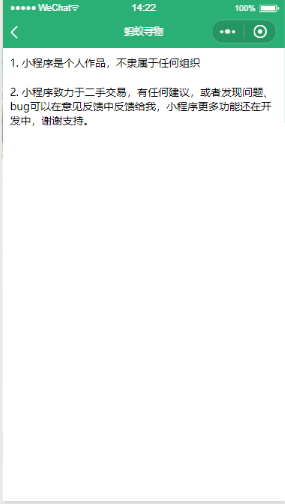 WeChat
14:22
100%
蚂蚁寻物
1. 小程序是个人作品，不隶属于任何组织
2. 小程序致力于二手交易，有任何建议，或者发现问题、
bug可以在意见反馈中反馈给我，小程序更多功能还在开
发中，谢谢支持。